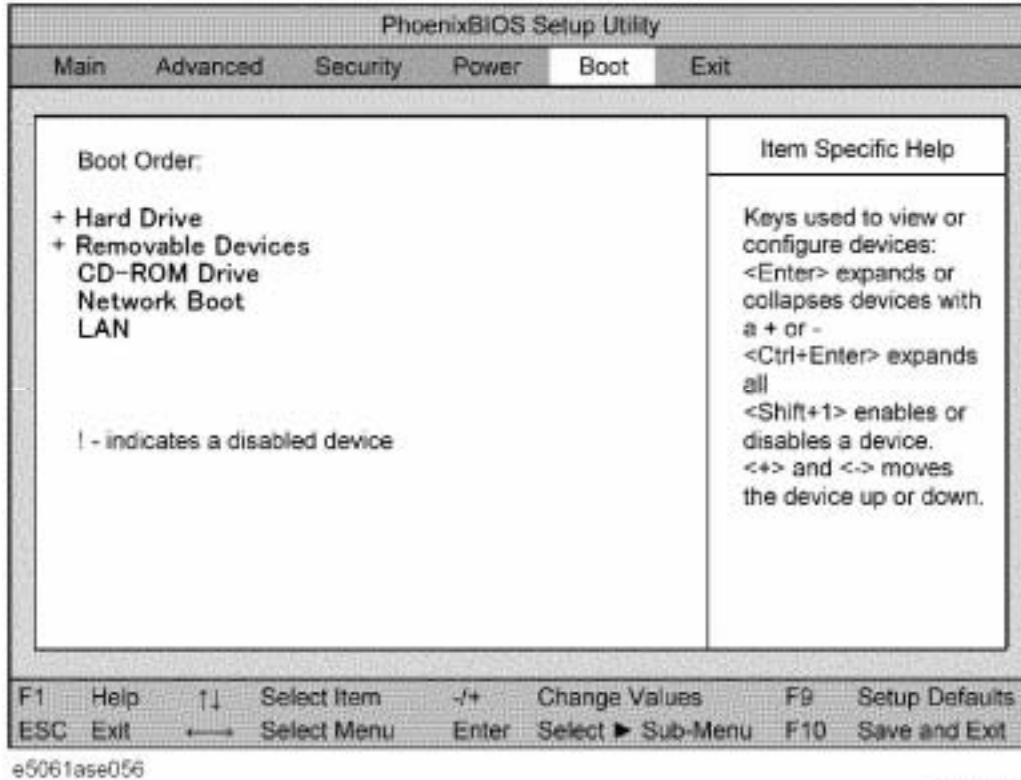 PhoenixBIOS Setup Utility
Main Advanced Security Power Boot Exit
Boot Order:
+ Hard Drive
+ Removable Devices
CD-ROM Drive
Network Boot
LAN
! - indicates a disabled device
Item Specific Help
Keys used to view or
configure devices:
<Enter> expands or
collapses devices with
a + or -
<Ctrl+Enter> expands
all
<Shift+1> enables or
disables a device.
<+> and <-> moves
the device up or down.
F1 Help ↑↓ Select Item -/+ Change Values F9 Setup Defaults
ESC Exit ←→ Select Menu Enter Select ► Sub-Menu F10 Save and Exit
e5061ase056